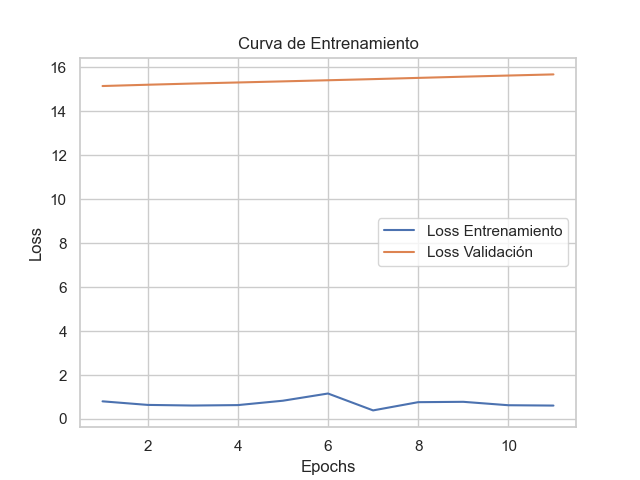 Curva de Entrenamiento
16
14
12
10
8
6
4
2
0
Loss
Loss Entrenamiento
Loss Validación
2 4 6 8 10
Epochs